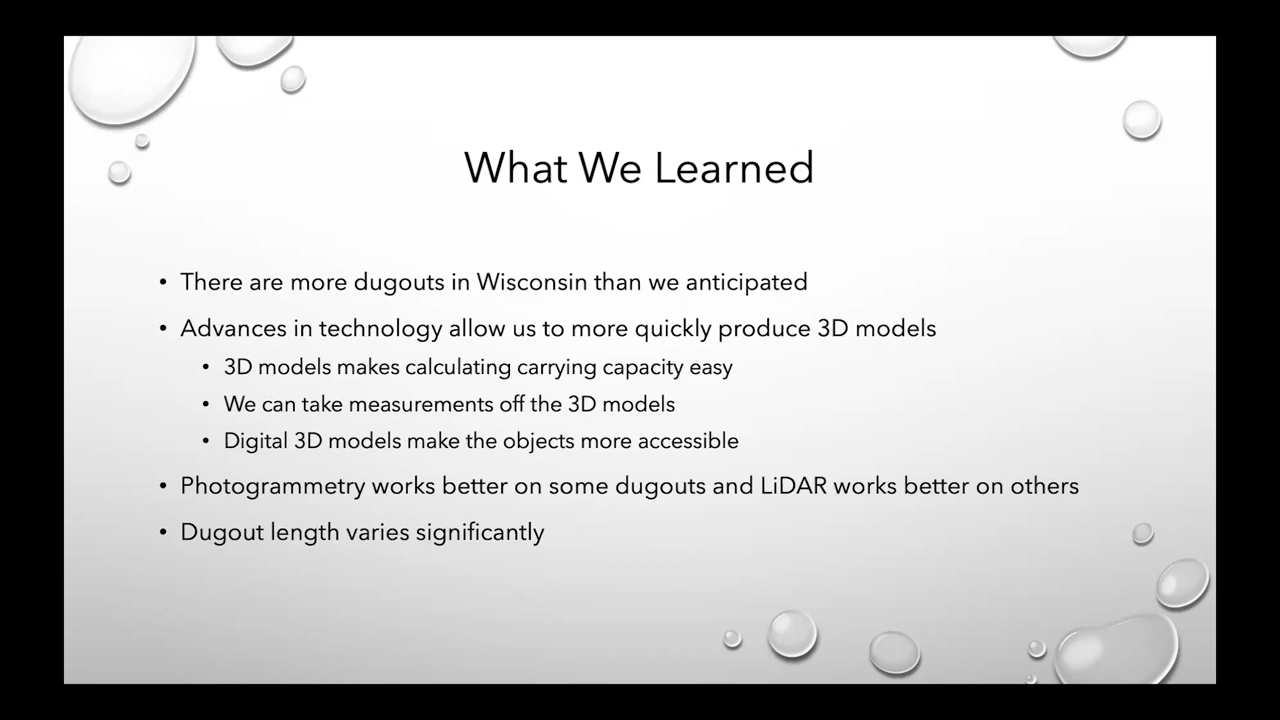 What We Learned
• There are more dugouts in Wisconsin than we anticipated
• Advances in technology allow us to more quickly produce 3D models
• 3D models makes calculating carrying capacity easy
• We can take measurements off the 3D models
• Digital 3D models make the objects more accessible
• Photogrammetry works better on some dugouts and LiDAR works better on others
• Dugout length varies significantly